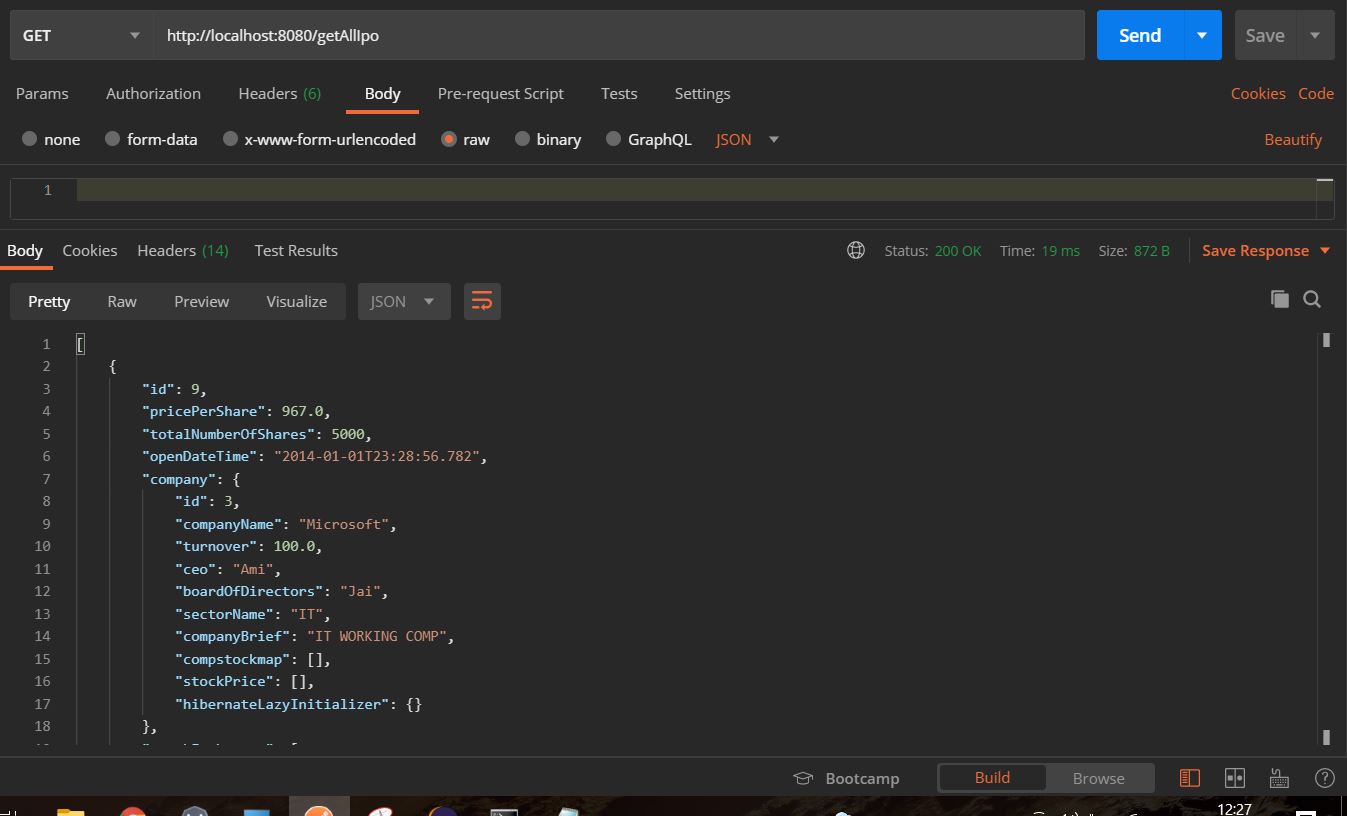 GET http://localhost:8080/getAllIpo Send Save
Params Authorization Headers (6) Body Pre-request Script Tests Settings Cookies Code
none form-data x-www-form-urlencoded raw binary GraphQL JSON Beautify
1
Body Cookies Headers (14) Test Results Status: 200 OK Time: 19 ms Size: 872 B Save Response
Pretty Raw Preview Visualize JSON
1 [
2 {
3 "id": 9,
4 "pricePerShare": 967.0,
5 "totalNumberOfShares": 5000,
6 "openDateTime": "2014-01-01T23:28:56.782",
7 "company": {
8 "id": 3,
9 "companyName": "Microsoft",
10 "turnover": 100.0,
11 "ceo": "Ami",
12 "boardOfDirectors": "Jai",
13 "sectorName": "IT",
14 "companyBrief": "IT WORKING COMP",
15 "compstockmap": [],
16 "stockPrice": [],
17 "hibernateLazyInitializer": {}
18 },
Bootcamp Build Browse
12:27